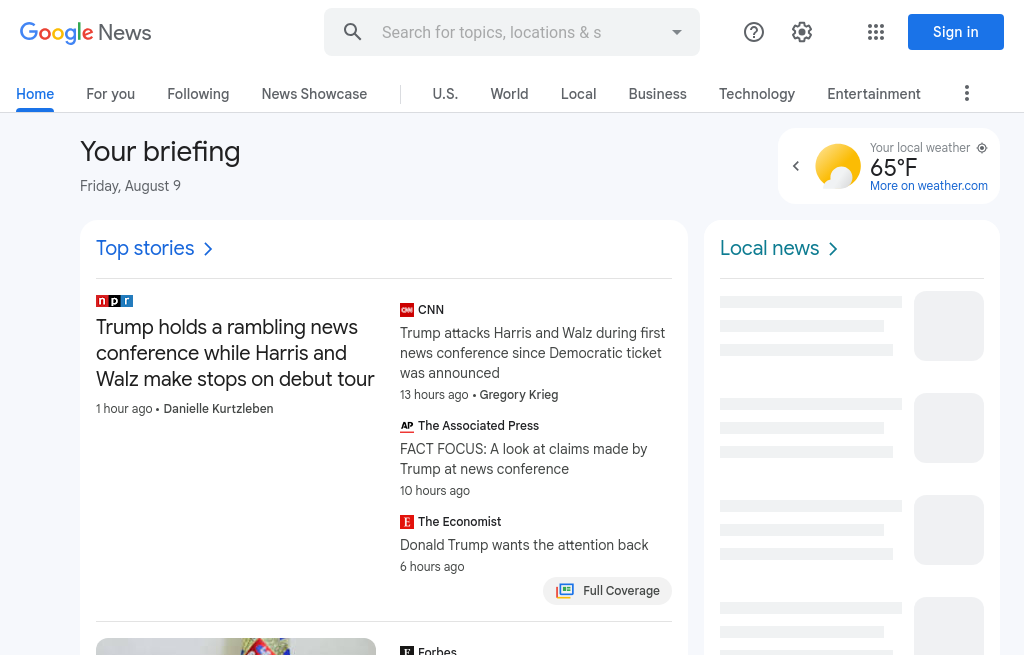 Google News
Search for topics, locations & s
Sign in
Home
For you
Following
News Showcase
U.S.
World
Local
Business
Technology
Entertainment
Your briefing
Friday, August 9
Your local weather
65°F
More on weather.com
Top stories
npr
Trump holds a rambling news
conference while Harris and
Walz make stops on debut tour
1 hour ago • Danielle Kurtzleben
CNN
Trump attacks Harris and Walz during first
news conference since Democratic ticket
was announced
13 hours ago • Gregory Krieg
AP The Associated Press
FACT FOCUS: A look at claims made by
Trump at news conference
10 hours ago
E The Economist
Donald Trump wants the attention back
6 hours ago
Full Coverage
F Forbes
Local news